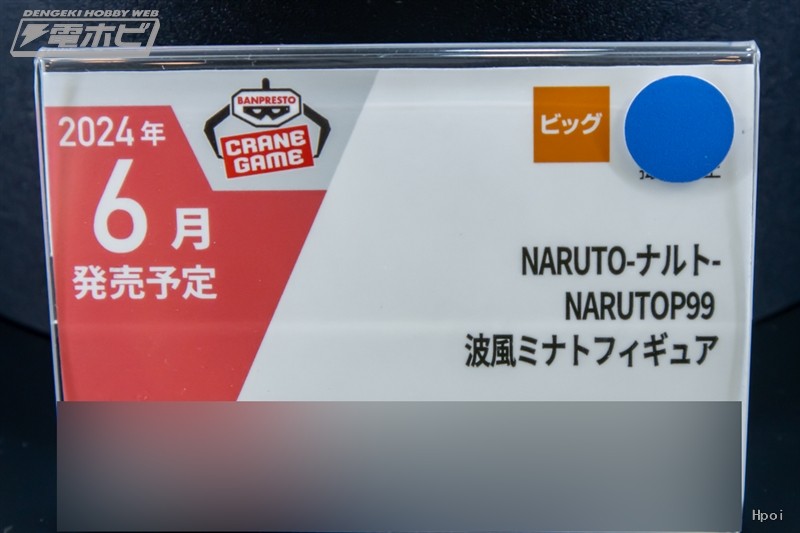 DENGEKI HOBBY WEB
電ホビ
BANPRESTO
CRANE
GAME
2024年
6月
発売予定
ビッグ
NARUTO-ナルト-
NARUTOP99
波風ミナトフィギュア
Hpoi